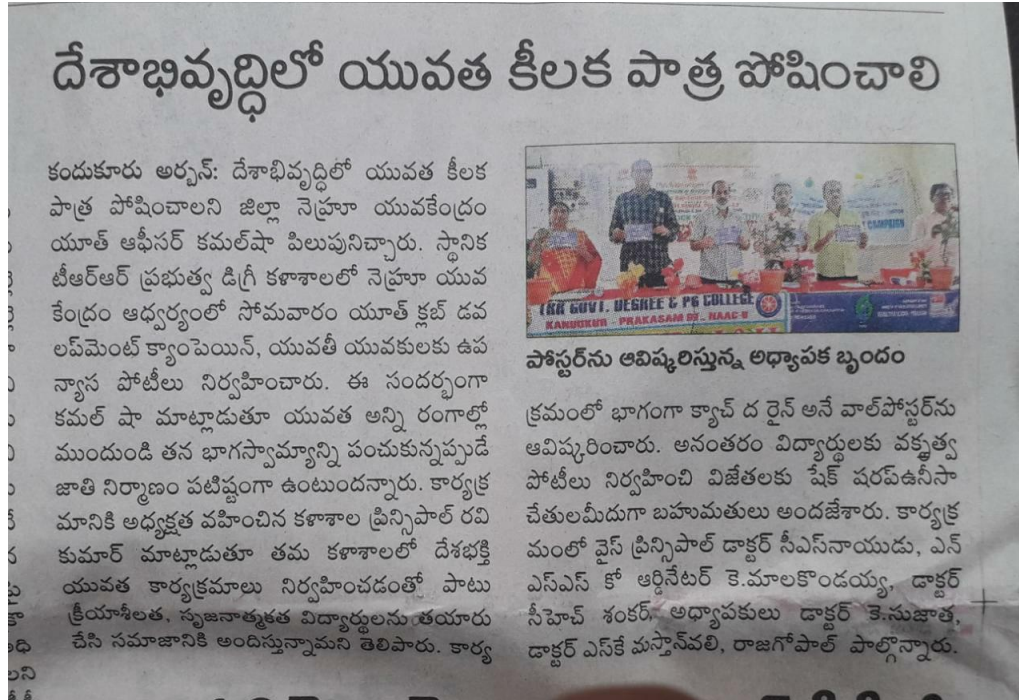 దేశాభివృద్ధిలో యువత కీలక పాత్ర పోషించాలి
కందుకూరు అర్బన్: దేశాభివృద్ధిలో యువత కీలక
పాత్ర పోషించాలని జిల్లా నెహ్రూ యువకేంద్రం
యూత్ ఆఫీసర్ కమల్‌షా పిలుపునిచ్చారు. స్థానిక
టీఆర్ఆర్ ప్రభుత్వ డిగ్రీ కళాశాలలో నెహ్రూ యువ
కేంద్రం ఆధ్వర్యంలో సోమవారం యూత్ క్లబ్ డవ
లప్‌మెంట్ క్యాంపెయిన్, యువతీ యువకులకు ఉప
న్యాస పోటీలు నిర్వహించారు. ఈ సందర్భంగా
కమల్ షా మాట్లాడుతూ యువత అన్ని రంగాల్లో
ముందుండి తన భాగస్వామ్యాన్ని పంచుకున్నప్పుడే
జాతి నిర్మాణం పటిష్టంగా ఉంటుందన్నారు. కార్యక్ర
మానికి అధ్యక్షత వహించిన కళాశాల ప్రిన్సిపాల్ రవి
కుమార్ మాట్లాడుతూ తమ కళాశాలలో దేశభక్తి
యువత కార్యక్రమాలు నిర్వహించడంతో పాటు
క్రీయాశీలత, సృజనాత్మకత విద్యార్థులను తయారు
చేసి సమాజానికి అందిస్తున్నామని తెలిపారు. కార్య
TRR GOVT. DEGREE & PG COLLEGE
KANDUKUR - PRAKASAM Dt., NAAC-B
CAMPAIGN
పోస్టర్‌ను ఆవిష్కరిస్తున్న అధ్యాపక బృందం
క్రమంలో భాగంగా క్యాచ్ ద రైన్ అనే వాల్‌పోస్టర్‌ను
ఆవిష్కరించారు. అనంతరం విద్యార్థులకు వక్తృత్వ
పోటీలు నిర్వహించి విజేతలకు షేక్ షరప్ఉనీసా
చేతులమీదుగా బహుమతులు అందజేశారు. కార్యక్ర
మంలో వైస్ ప్రిన్సిపాల్ డాక్టర్ సీఎస్‌నాయుడు, ఎన్
ఎస్ఎస్ కో ఆర్డినేటర్ కె.మాలకొండయ్య, డాక్టర్
సీహెచ్ శంకర్, అధ్యాపకులు డాక్టర్ కె.సుజాత,
డాక్టర్ ఎస్‌కే మస్తాన్‌వలి, రాజగోపాల్ పాల్గొన్నారు.